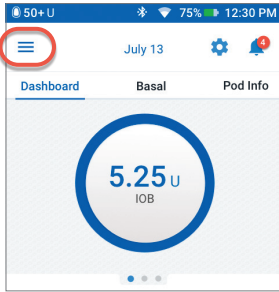 50+ U 75% 12:30 PM
July 13 4
Dashboard Basal Pod Info
5.25 U
IOB